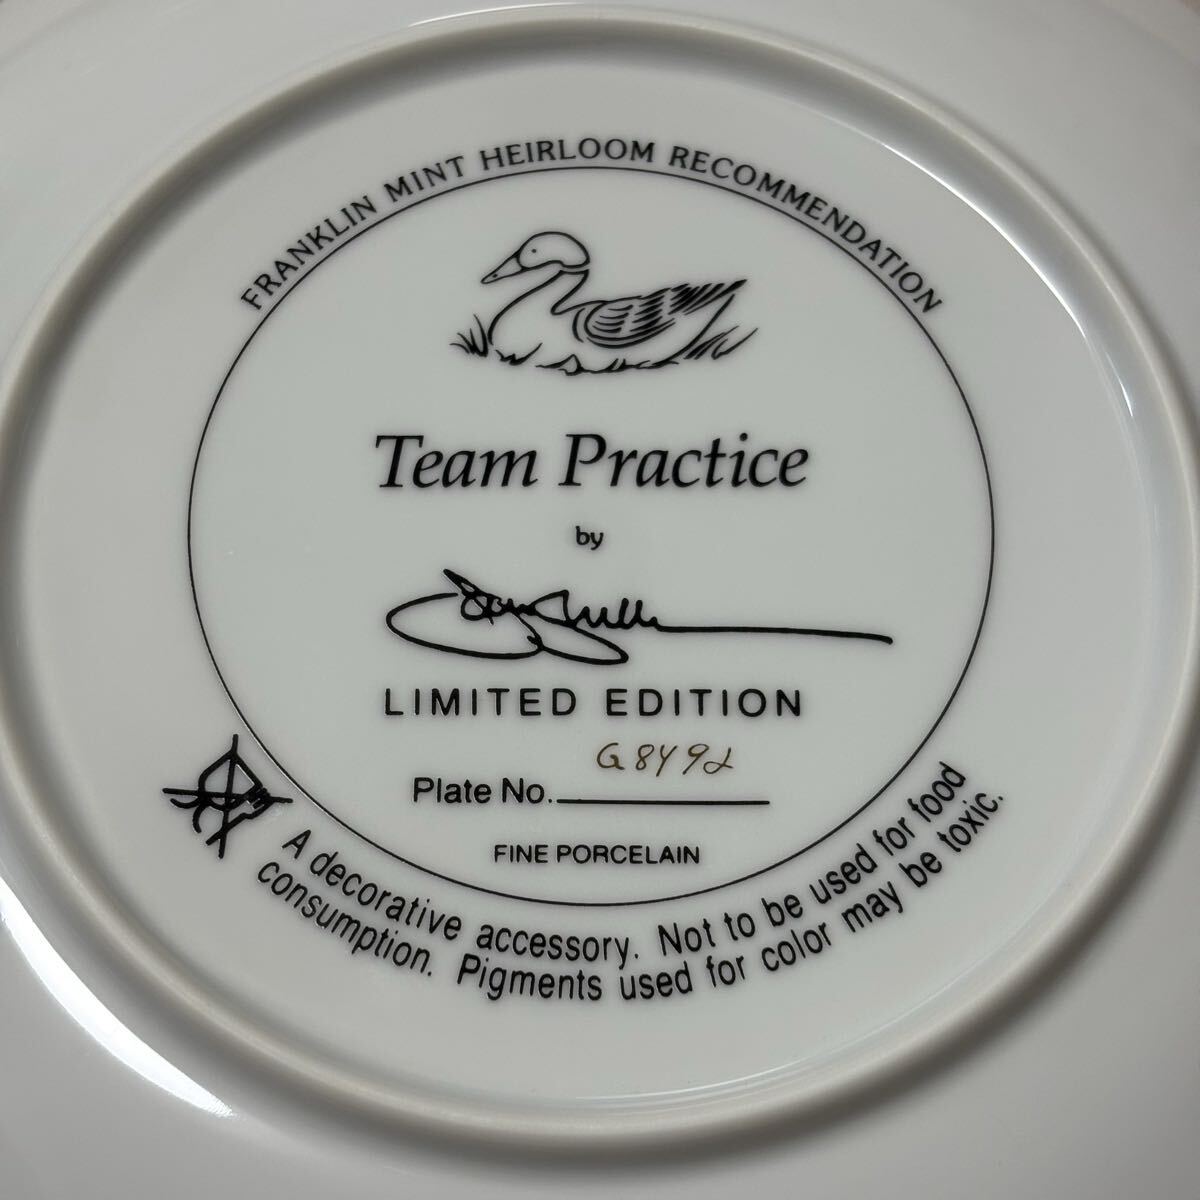 FRANKLIN MINT HEIRLOOM RECOMMENDATION
Team Practice
by
LIMITED EDITION
Plate No. G8492
FINE PORCELAIN
A decorative accessory. Not to be used for food
consumption. Pigments used for color may be toxic.